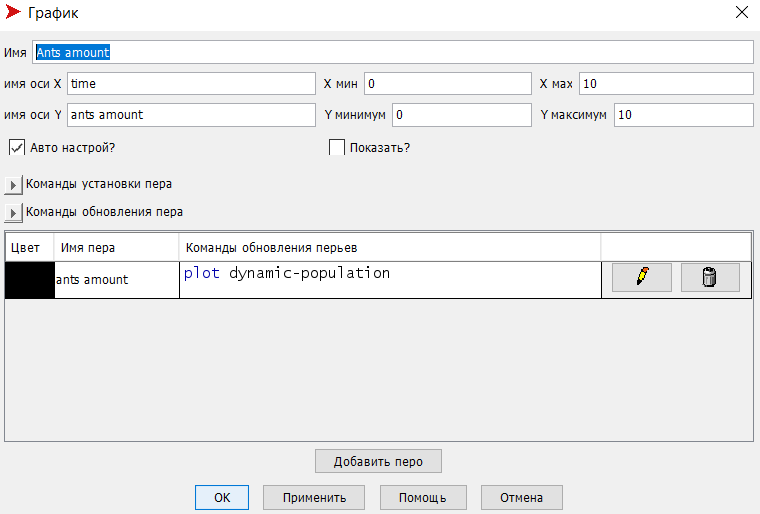 График
Имя Ants amount
имя оси X time X мин 0 X мах 10
имя оси Y ants amount Y минимум 0 Y максимум 10
Авто настрой? Показать?
Команды установки пера
Команды обновления пера
Цвет Имя пера Команды обновления перьев
ants amount plot dynamic-population
Добавить перо
OK Применить Помощь Отмена